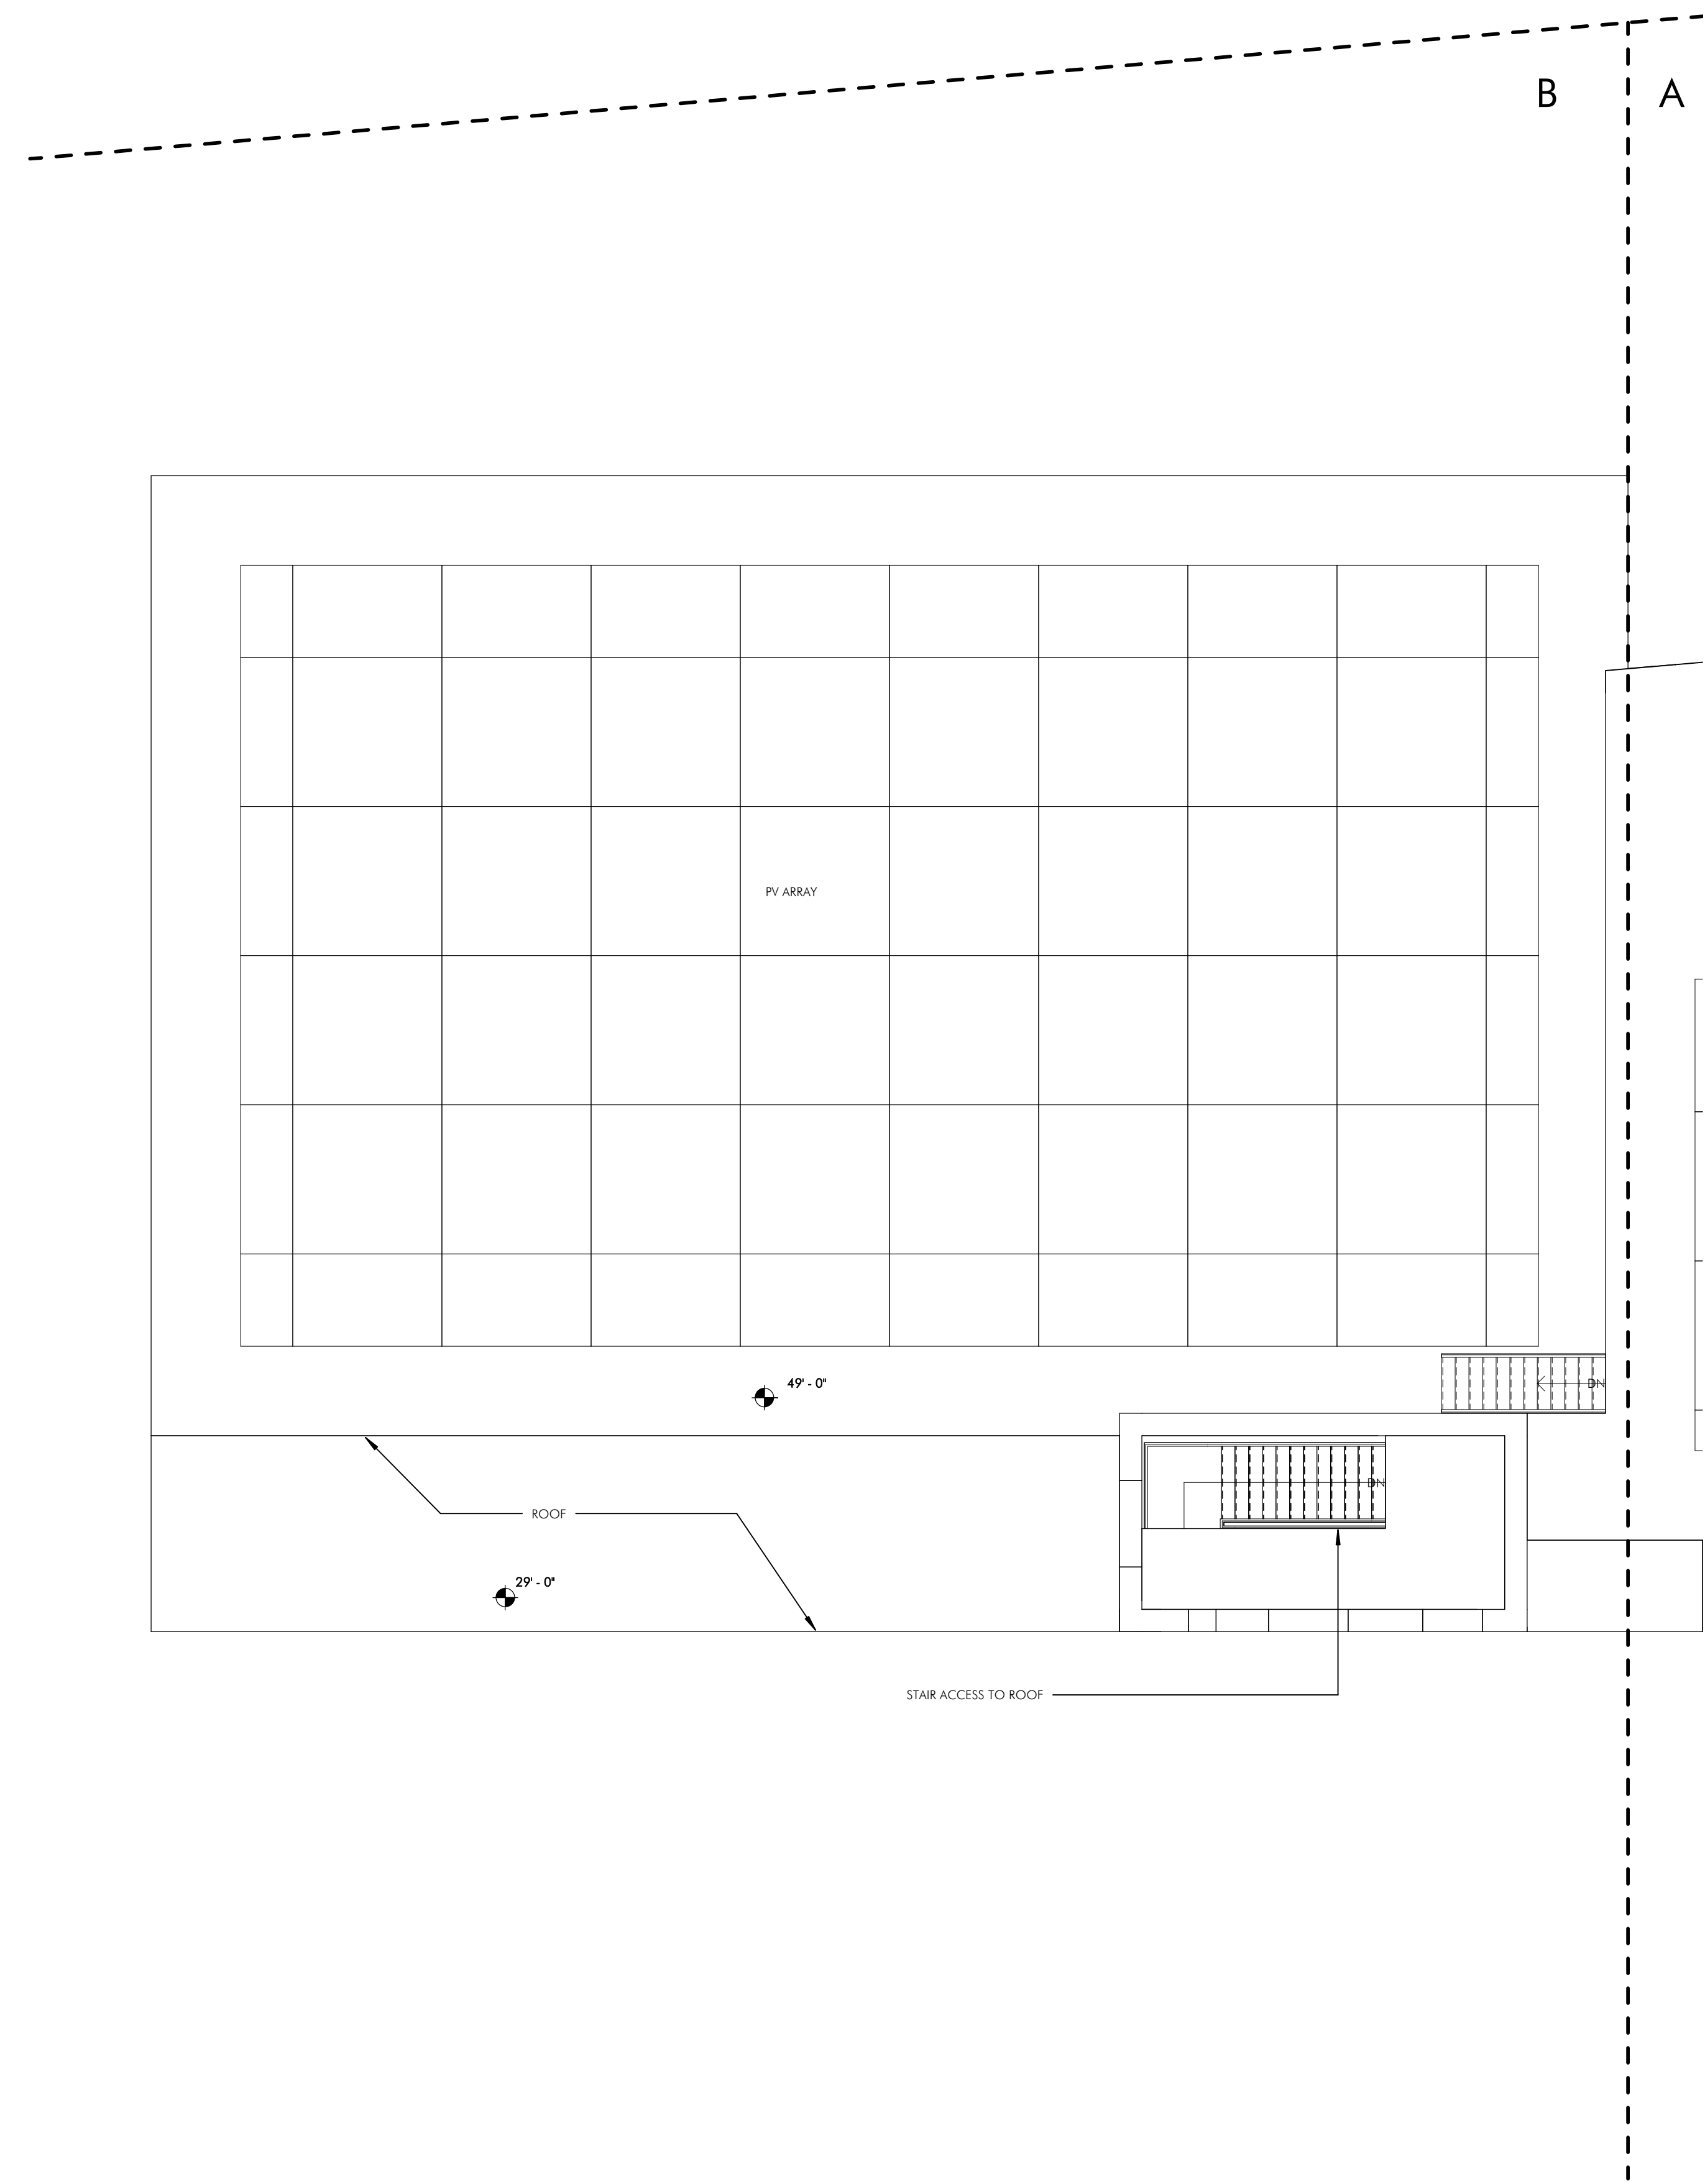 B
A
PV ARRAY
49' - 0"
DN
DN
ROOF
29' - 0"
STAIR ACCESS TO ROOF